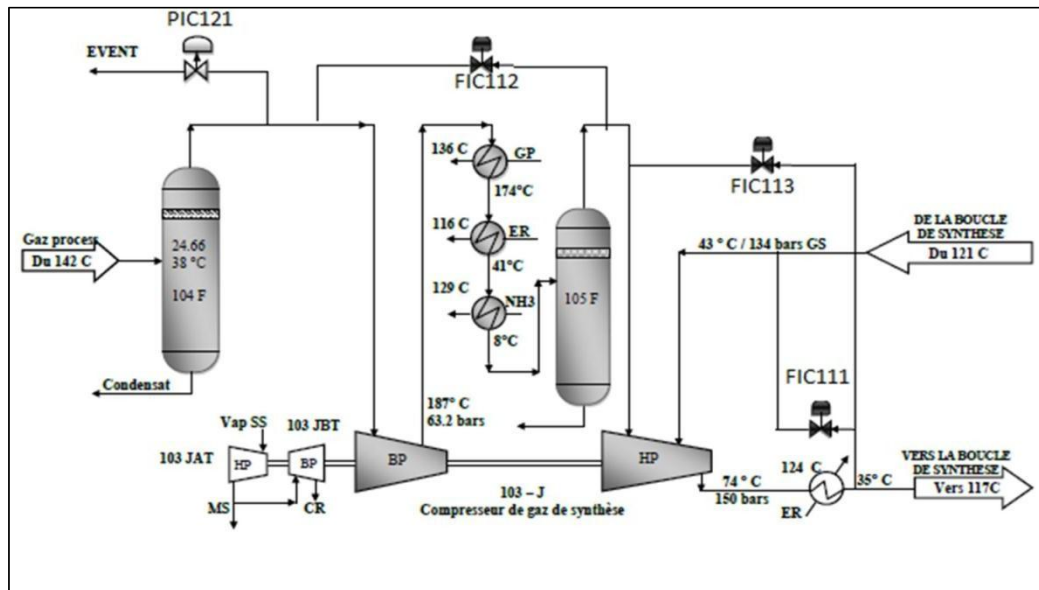 PIC121
EVENT
FIC112
136 C
GP
174°C
FIC113
116 C
ER
41°C
DE LA BOUCLE
DE SYNTHESE
Du 121 C
43 ° C / 134 bars GS
Gaz process
Du 142 C
24.66
38 °C
104 F
129 C
NH3
8°C
105 F
Condensat
FIC111
187° C
63.2 bars
Vap SS
103 JBT
103 JAT
HP
BP
BP
HP
124 C
VERS LA BOUCLE
DE SYNTHESE
Vers 117C
74 ° C
150 bars
35° C
ER
MS
CR
103 – J
Compresseur de gaz de synthèse